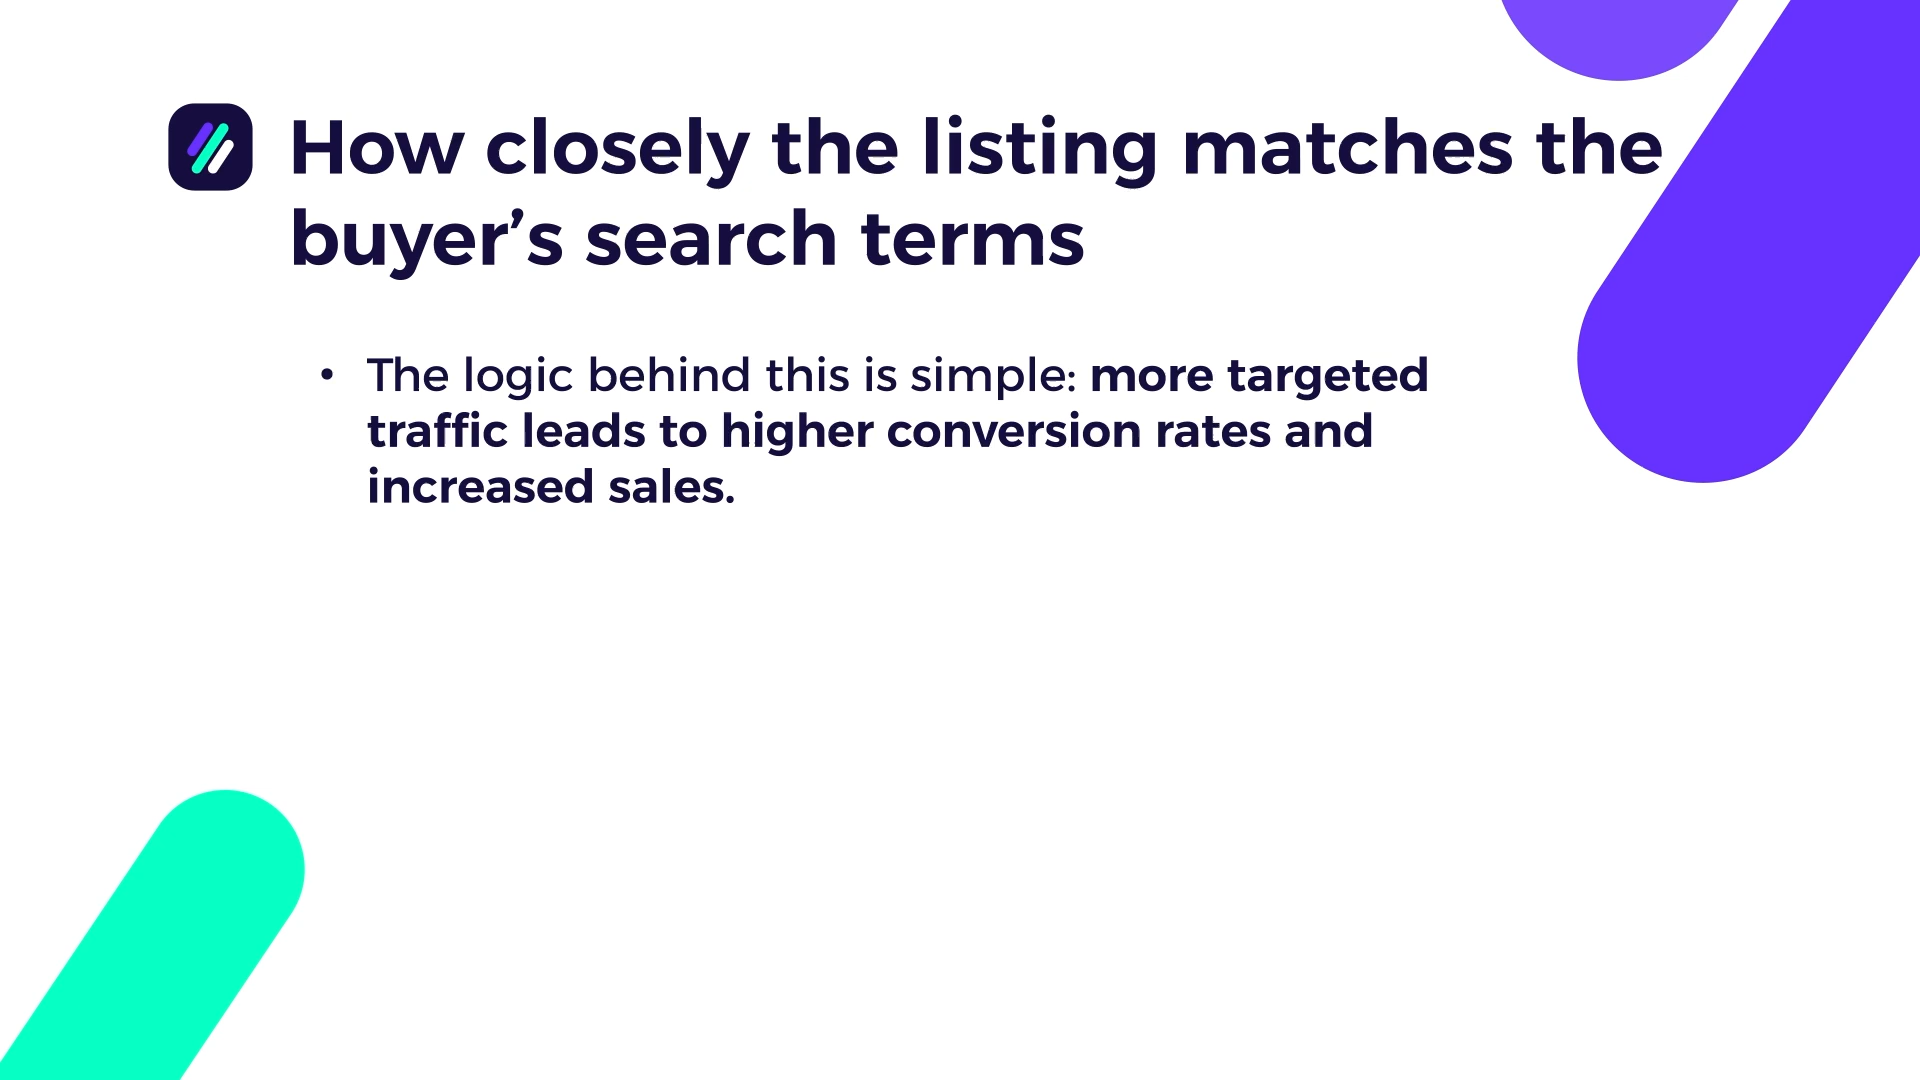 How closely the listing matches the
buyer’s search terms
• The logic behind this is simple: more targeted
traffic leads to higher conversion rates and
increased sales.